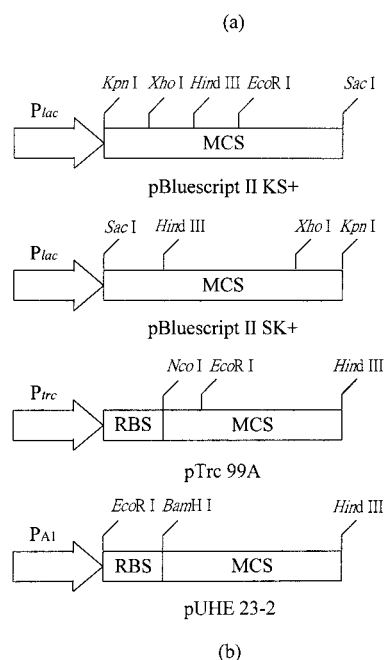 (a)
Kpn I Xho I Hind III EcoR I Sac I
Plac
MCS
pBluescript II KS+
Sac I Hind III Xho I Kpn I
Plac
MCS
pBluescript II SK+
Nco I EcoR I Hind III
Ptrc
RBS MCS
pTrc 99A
EcoR I BamH I Hind III
PA1
RBS MCS
pUHE 23-2
(b)